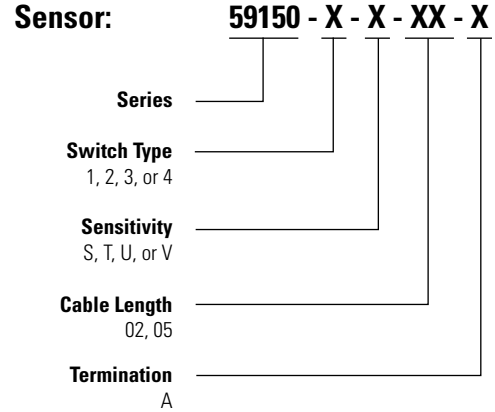 Sensor: 59150 - X - X - XX - X
Series
Switch Type
1, 2, 3, or 4
Sensitivity
S, T, U, or V
Cable Length
02, 05
Termination
A